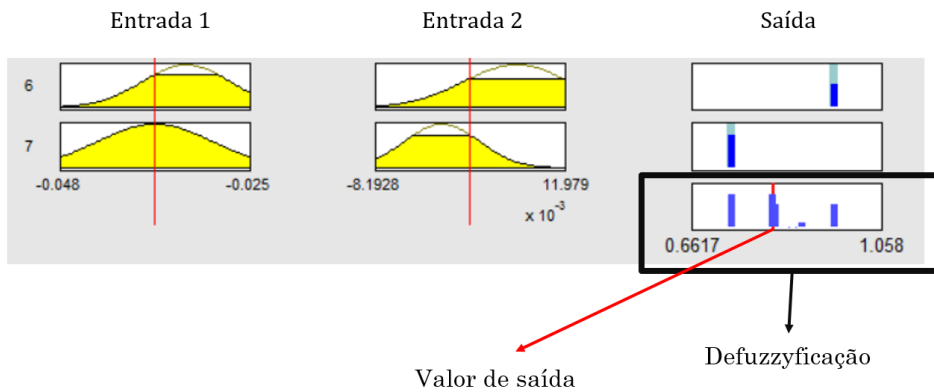 Entrada 1 Entrada 2 Saída
6
7
-0.048 -0.025 -8.1928 11.979
x 10-3
0.6617 1.058
Valor de saída
Defuzzyficação